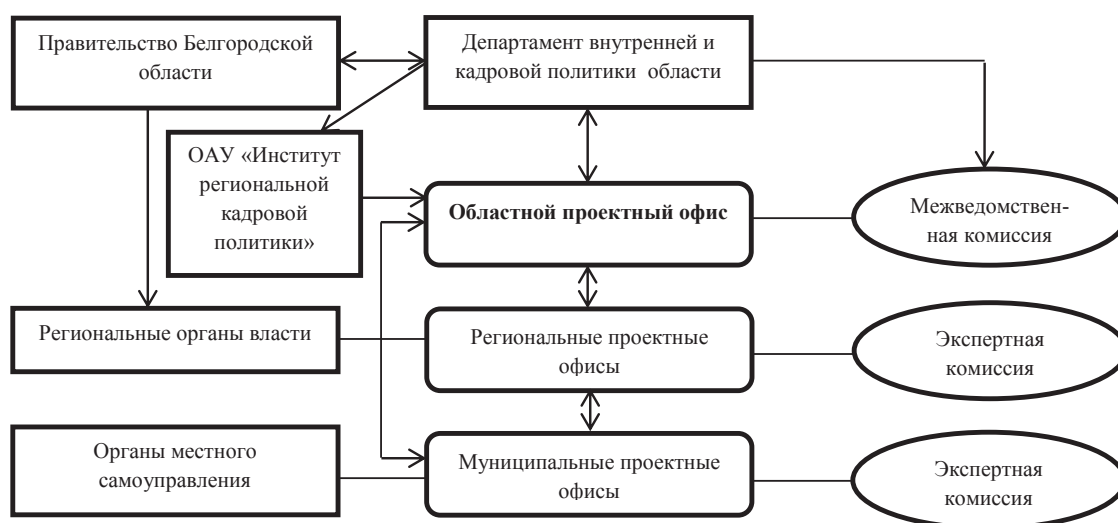 Правительство Белгородской
области
Департамент внутренней и
кадровой политики области
ОАУ «Институт
региональной
кадровой
политики»
Областной проектный офис
Межведомствен-
ная комиссия
Региональные органы власти
Региональные проектные
офисы
Экспертная
комиссия
Органы местного
самоуправления
Муниципальные проектные
офисы
Экспертная
комиссия